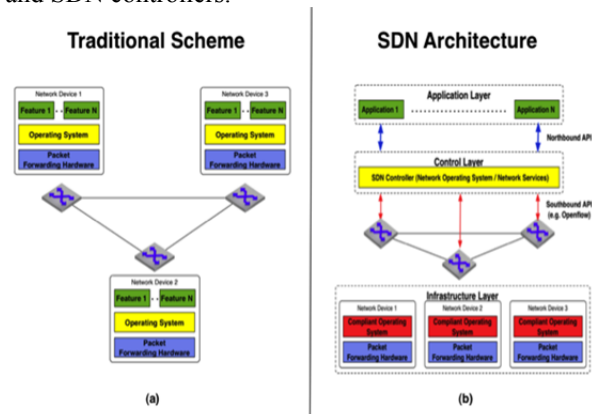 and SDN controllers.
Traditional Scheme
Network Device 1
Feature 1 - - Feature N
Operating System
Packet
Forwarding Hardware
Network Device 3
Feature 1 - - Feature N
Operating System
Packet
Forwarding Hardware
Network Device 2
Feature 1 - - Feature N
Operating System
Packet
Forwarding Hardware
(a)
SDN Architecture
Application Layer
Application 1
Application N
Northbound API
Control Layer
SDN Controller (Network Operating System / Network Services)
Southbound API
(e.g. Openflow)
Infrastructure Layer
Network Device 1
Compliant Operating
System
Packet
Forwarding Hardware
Network Device 2
Compliant Operating
System
Packet
Forwarding Hardware
Network Device 3
Compliant Operating
System
Packet
Forwarding Hardware
(b)